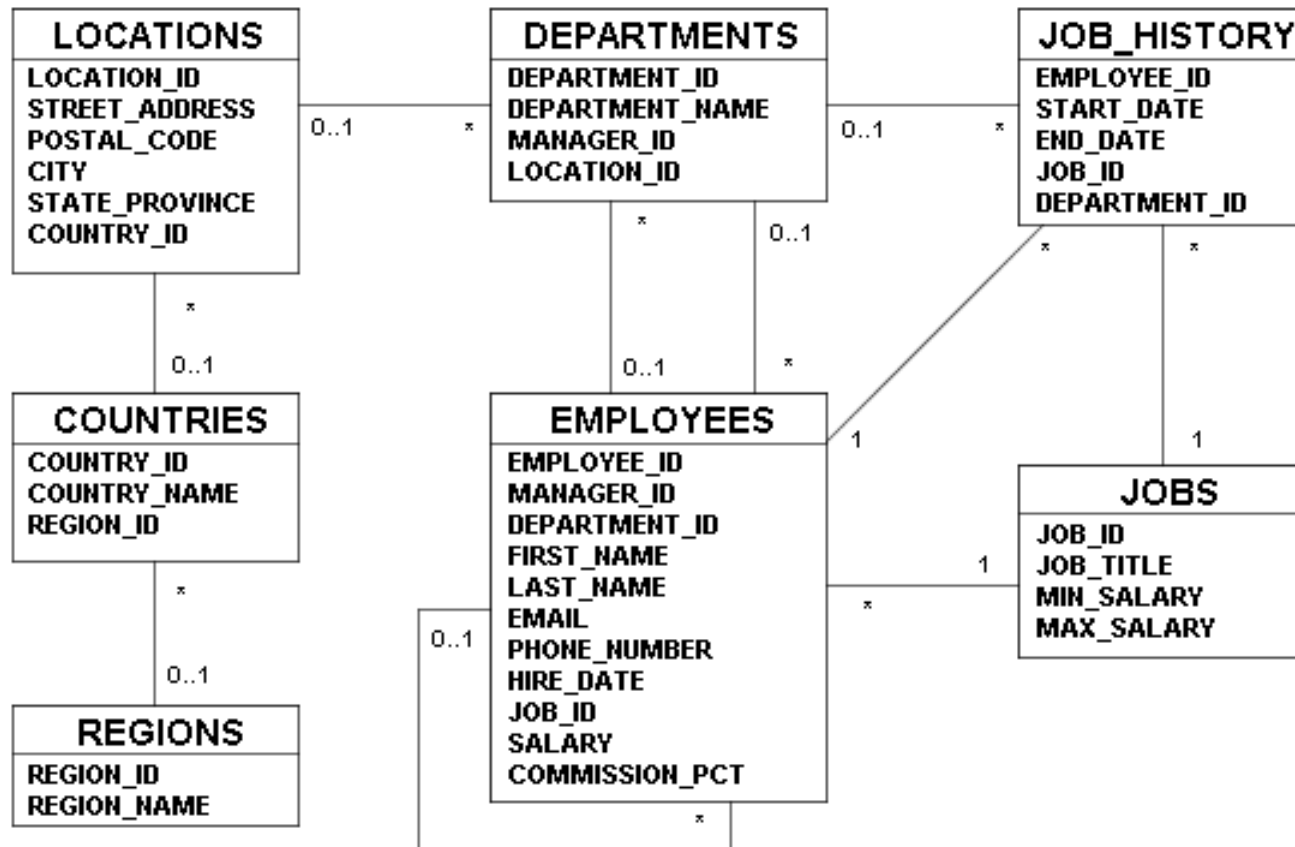 LOCATIONS
LOCATION_ID
STREET_ADDRESS
POSTAL_CODE
CITY
STATE_PROVINCE
COUNTRY_ID
0..1
*
DEPARTMENTS
DEPARTMENT_ID
DEPARTMENT_NAME
MANAGER_ID
LOCATION_ID
0..1
*
JOB_HISTORY
EMPLOYEE_ID
START_DATE
END_DATE
JOB_ID
DEPARTMENT_ID
*
0..1
*
0..1
0..1
*
*
1
*
1
COUNTRIES
COUNTRY_ID
COUNTRY_NAME
REGION_ID
*
0..1
EMPLOYEES
EMPLOYEE_ID
MANAGER_ID
DEPARTMENT_ID
FIRST_NAME
LAST_NAME
EMAIL
PHONE_NUMBER
HIRE_DATE
JOB_ID
SALARY
COMMISSION_PCT
0..1
*
*
1
JOBS
JOB_ID
JOB_TITLE
MIN_SALARY
MAX_SALARY
REGIONS
REGION_ID
REGION_NAME